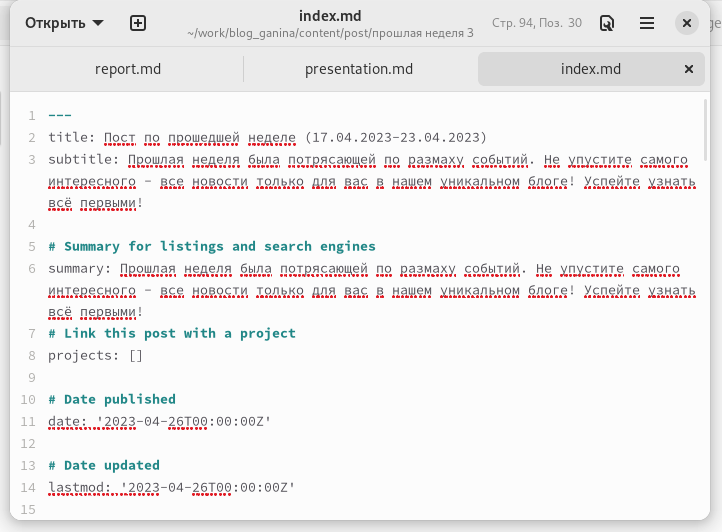 Открыть
index.md
~/work/blog_ganina/content/post/прошлая неделя 3
Стр. 94, Поз. 30
report.md
presentation.md
index.md
1 ---
2 title: Пост по прошедшей неделе (17.04.2023-23.04.2023)
3 subtitle: Прошлая неделя была потрясающей по размаху событий. Не упустите самого
интересного - все новости только для вас в нашем уникальном блоге! Успейте узнать
всё первыми!
4
5 # Summary for listings and search engines
6 summary: Прошлая неделя была потрясающей по размаху событий. Не упустите самого
интересного - все новости только для вас в нашем уникальном блоге! Успейте узнать
всё первыми!
7 # Link this post with a project
8 projects: []
9
10 # Date published
11 date: '2023-04-26T00:00:00Z'
12
13 # Date updated
14 lastmod: '2023-04-26T00:00:00Z'
15